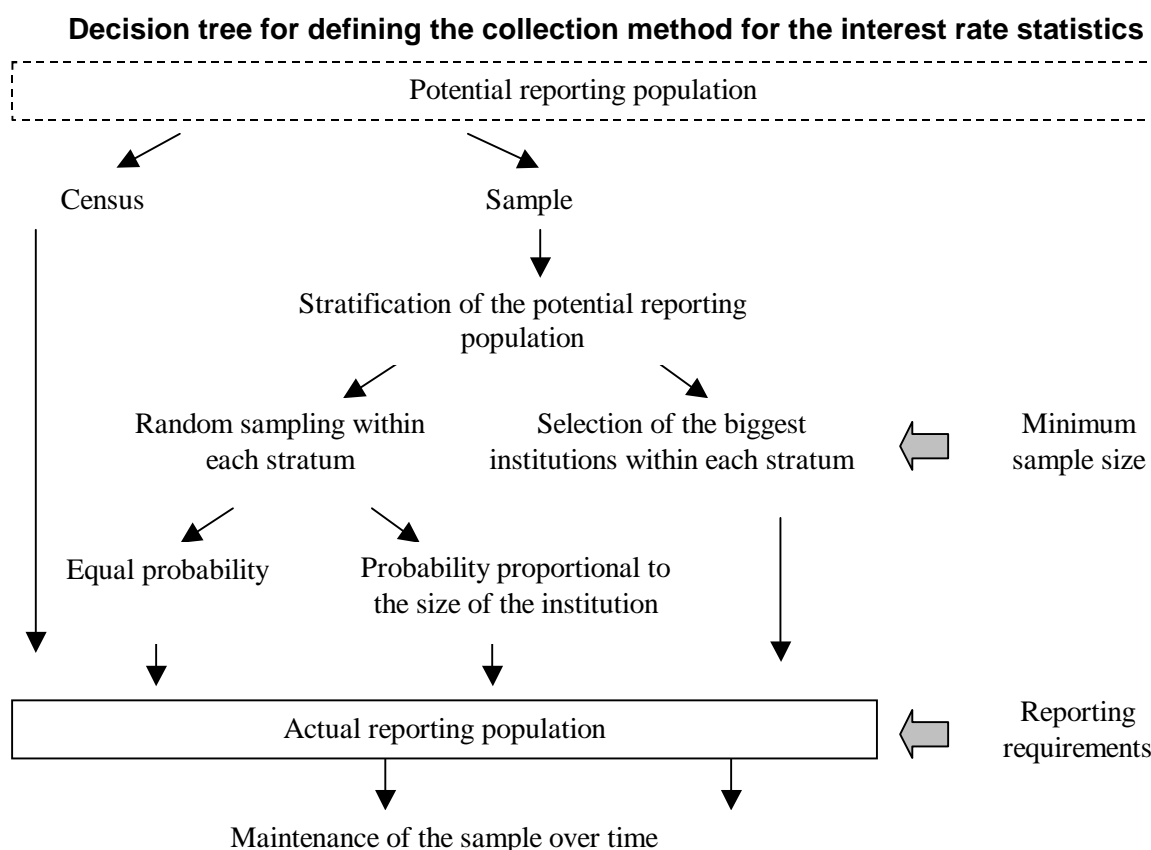 Decision tree for defining the collection method for the interest rate statistics
Potential reporting population
Census
Sample
Stratification of the potential reporting
population
Random sampling within
each stratum
Selection of the biggest
institutions within each stratum
Minimum
sample size
Equal probability
Probability proportional to
the size of the institution
Actual reporting population
Reporting
requirements
Maintenance of the sample over time